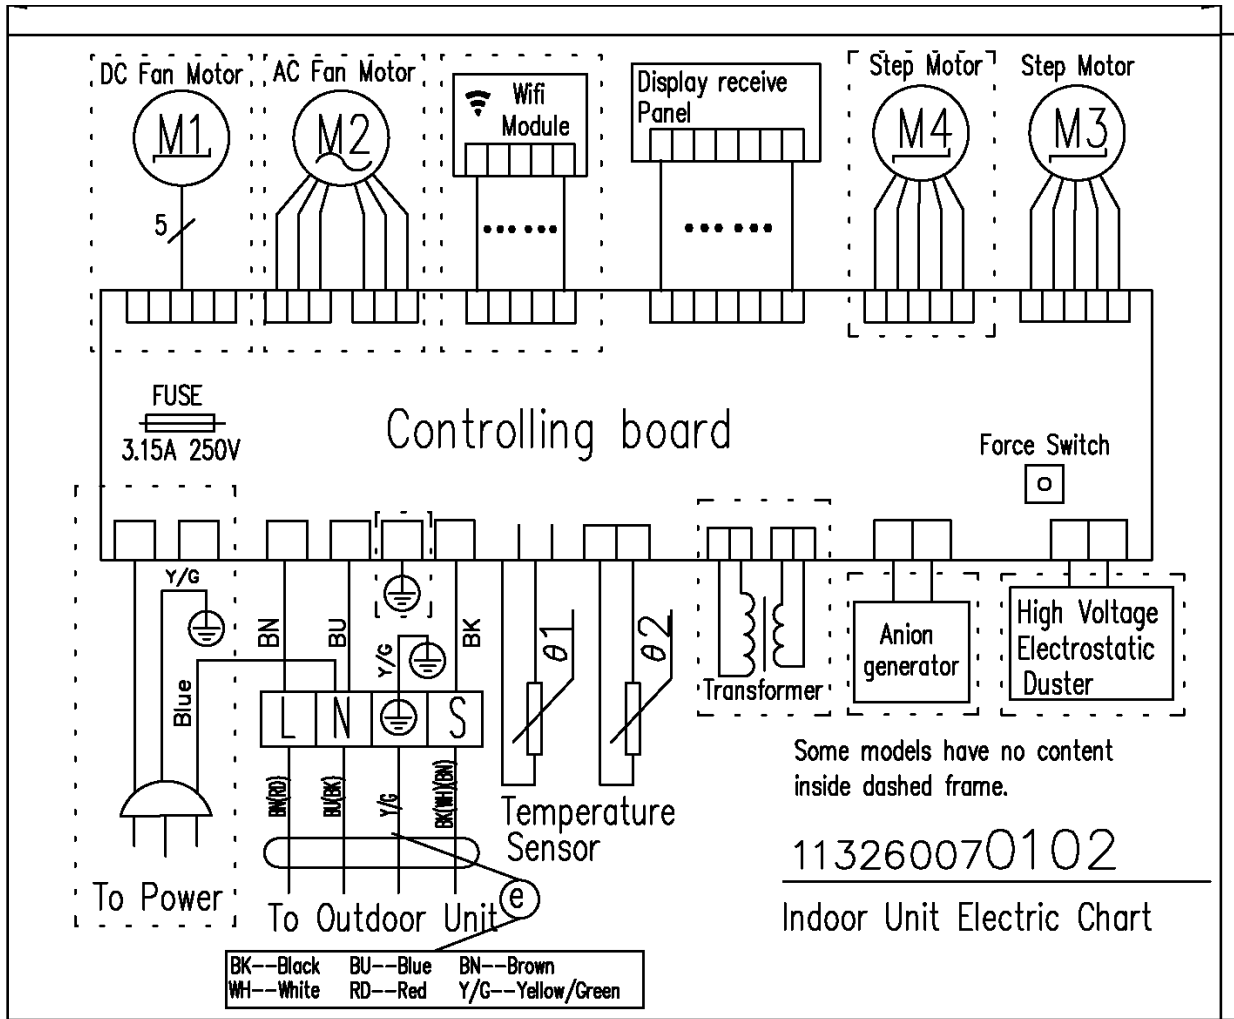 DC Fan Motor
AC Fan Motor
Wifi
Module
Display receive
Panel
Step Motor
Step Motor
M1
M2
M4
M3
5
FUSE
3.15A 250V
Controlling board
Force Switch
Y/G
BN
BU
Y/G
BK
θ1
θ2
Blue
L
N
S
Transformer
Anion
generator
High Voltage
Electrostatic
Duster
BN(RD)
BU(BK)
Y/G
BK(WH)(BN)
Temperature
Sensor
Some models have no content
inside dashed frame.
113260070102
To Power
To Outdoor Unit
e
Indoor Unit Electric Chart
BK--Black BU--Blue BN--Brown
WH--White RD--Red Y/G--Yellow/Green